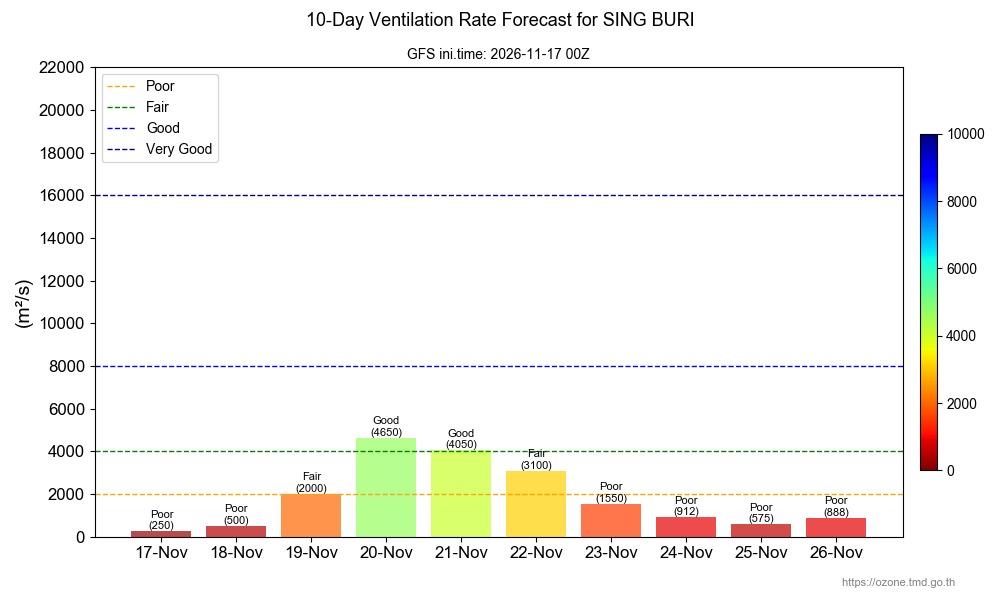 10-Day Ventilation Rate Forecast for SING BURI
GFS ini.time: 2026-11-17 00Z
(m²/s)
22000
20000
18000
16000
14000
12000
10000
8000
6000
4000
2000
0
Poor
Fair
Good
Very Good
Poor
(250)
Poor
(500)
Fair
(2000)
Good
(4650)
Good
(4050)
Fair
(3100)
Poor
(1550)
Poor
(912)
Poor
(575)
Poor
(888)
17-Nov 18-Nov 19-Nov 20-Nov 21-Nov 22-Nov 23-Nov 24-Nov 25-Nov 26-Nov
10000
8000
6000
4000
2000
0
https://ozone.tmd.go.th